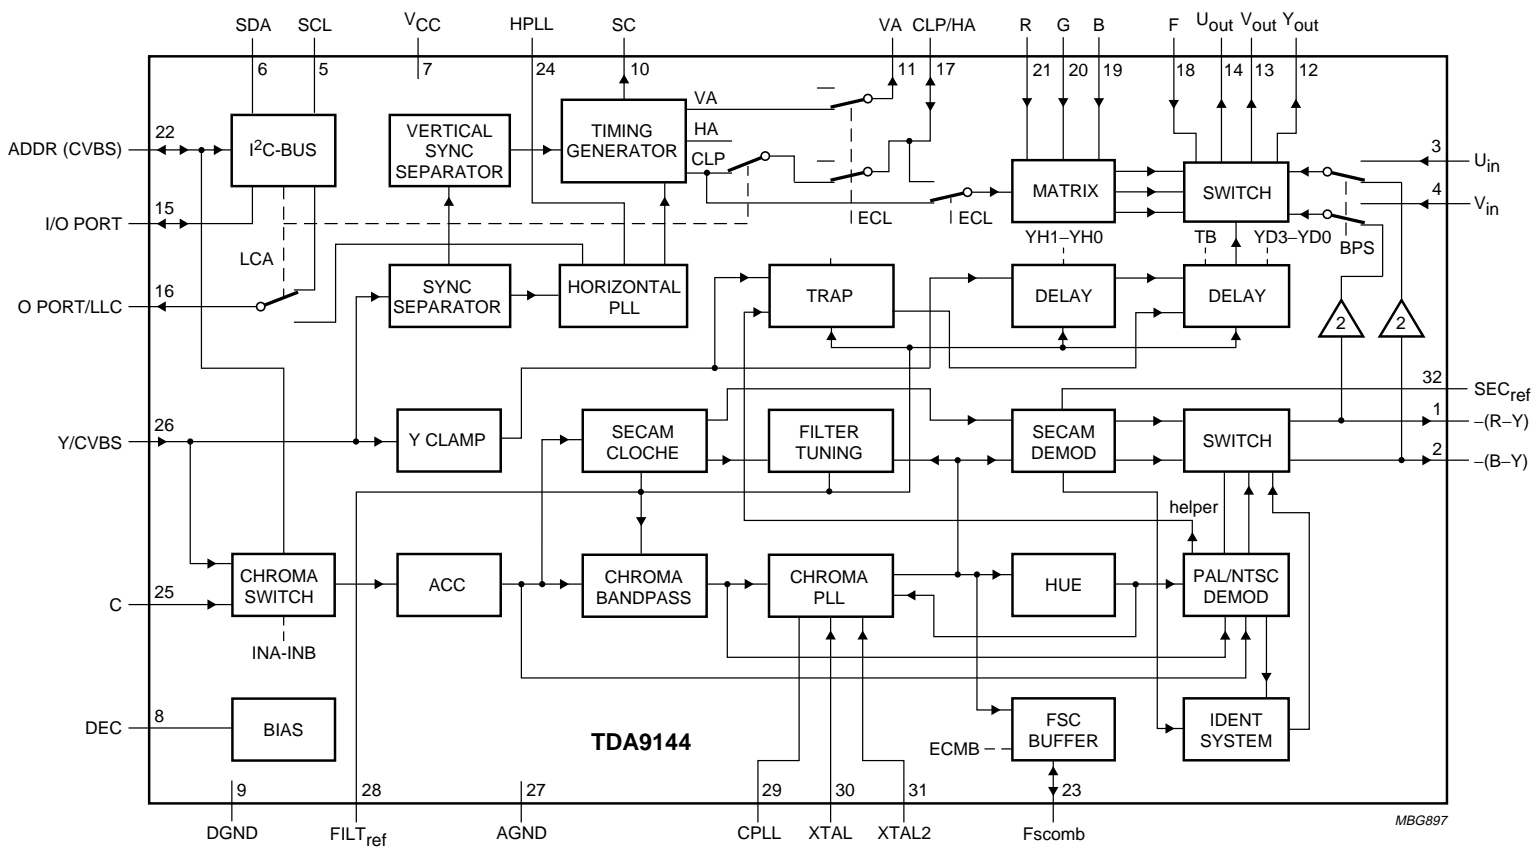 SDA
SCL
VCC
HPLL
SC
VA
CLP/HA
R
G
B
F
Uout
Vout
Yout
6
5
7
24
10
11
17
21
20
19
18
14
13
12
ADDR (CVBS)
22
I2C-BUS
VERTICAL
SYNC
SEPARATOR
TIMING
GENERATOR
VA
HA
CLP
MATRIX
SWITCH
3
Uin
4
Vin
I/O PORT
15
ECL
ECL
LCA
YH1–YH0
TB
YD3–YD0
BPS
O PORT/LLC
16
SYNC
SEPARATOR
HORIZONTAL
PLL
TRAP
DELAY
DELAY
2
2
32
SECref
Y/CVBS
26
Y CLAMP
SECAM
CLOCHE
FILTER
TUNING
SECAM
DEMOD
SWITCH
1
–(R–Y)
2
–(B–Y)
helper
C
25
CHROMA
SWITCH
ACC
CHROMA
BANDPASS
CHROMA
PLL
HUE
PAL/NTSC
DEMOD
INA-INB
DEC
8
BIAS
TDA9144
ECMB
FSC
BUFFER
IDENT
SYSTEM
9
28
27
29
30
31
23
DGND
FILTref
AGND
CPLL
XTAL
XTAL2
Fscomb
MBG897